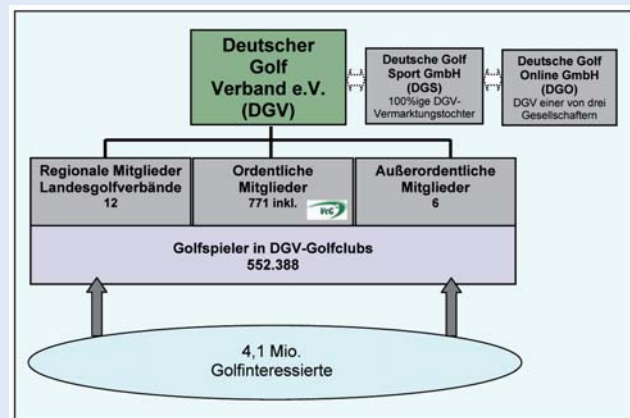 Deutscher
Golf
Verband e.V.
(DGV)
Deutsche Golf
Sport GmbH
(DGS)
100%ige DGV-
Vermarktungstochter
Deutsche Golf
Online GmbH
(DGO)
DGV einer von drei
Gesellschaftern
Regionale Mitglieder
Landesgolfverbände
12
Ordentliche
Mitglieder
771 inkl. VcG
Außerordentliche
Mitglieder
6
Golfspieler in DGV-Golfclubs
552.388
4,1 Mio.
Golfinteressierte